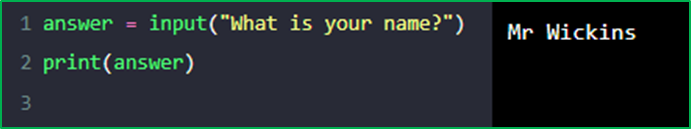 1 answer = input("What is your name?")
2 print(answer)
3
Mr Wickins